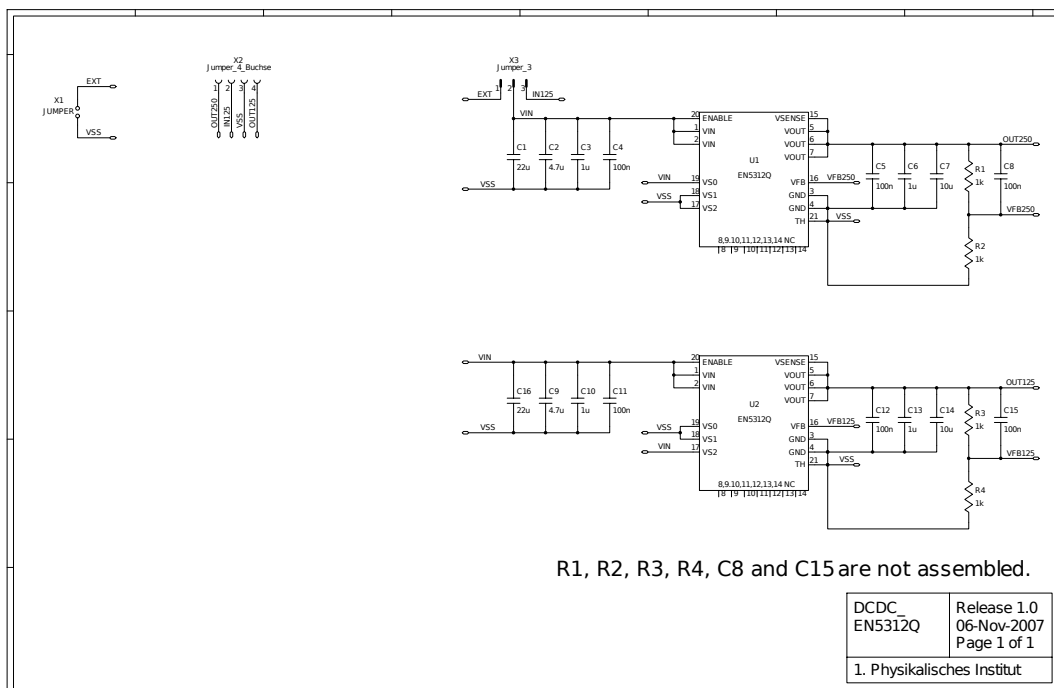 X1
JUMPER
EXT
VSS
X2
Jumper_4_Buchse
1 2 3 4
OUT250
IN125
VSS
OUT125
X3
Jumper_3
1 2 3
EXT
IN125
VIN
C1
22u
C2
4.7u
C3
1u
C4
100n
VSS
VIN
VSS
20 ENABLE
1 VIN
2 VIN
19 VS0
18 VS1
17 VS2
U1
EN5312Q
VSENSE 15
VOUT 5
VOUT 6
VOUT 7
VFB 16
GND 3
GND 4
TH 21
8,9.10,11,12,13,14 NC
8 9 10 11 12 13 14
VFB250
VSS
C5
100n
C6
1u
C7
10u
R1
1k
C8
100n
OUT250
VFB250
R2
1k
VIN
C16
22u
C9
4.7u
C10
1u
C11
100n
VSS
VSS
VIN
20 ENABLE
1 VIN
2 VIN
19 VS0
18 VS1
17 VS2
U2
EN5312Q
VSENSE 15
VOUT 5
VOUT 6
VOUT 7
VFB 16
GND 3
GND 4
TH 21
8,9.10,11,12,13,14 NC
8 9 10 11 12 13 14
VFB125
VSS
C12
100n
C13
1u
C14
10u
R3
1k
C15
100n
OUT125
VFB125
R4
1k
R1, R2, R3, R4, C8 and C15 are not assembled.
DCDC_
EN5312Q
Release 1.0
06-Nov-2007
Page 1 of 1
1. Physikalisches Institut